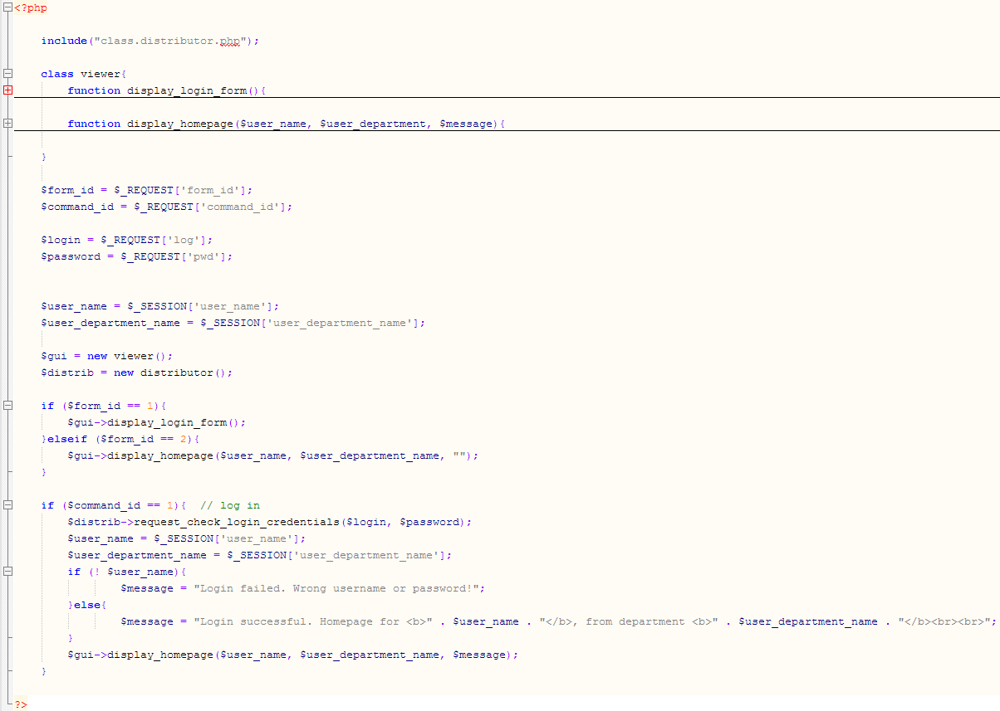 <?php
include("class.distributor.php");
class viewer{
function display_login_form(){
function display_homepage($user_name, $user_department, $message){
}
$form_id = $_REQUEST['form_id'];
$command_id = $_REQUEST['command_id'];
$login = $_REQUEST['log'];
$password = $_REQUEST['pwd'];
$user_name = $_SESSION['user_name'];
$user_department_name = $_SESSION['user_department_name'];
$gui = new viewer();
$distrib = new distributor();
if ($form_id == 1){
$gui->display_login_form();
}elseif ($form_id == 2){
$gui->display_homepage($user_name, $user_department_name, "");
}
if ($command_id == 1){  // log in
$distrib->request_check_login_credentials($login, $password);
$user_name = $_SESSION['user_name'];
$user_department_name = $_SESSION['user_department_name'];
if (! $user_name){
$message = "Login failed. Wrong username or password!";
}else{
$message = "Login successful. Homepage for <b>" . $user_name . "</b>, from department <b>" . $user_department_name . "</b><br><br>";
}
$gui->display_homepage($user_name, $user_department_name, $message);
}
?>